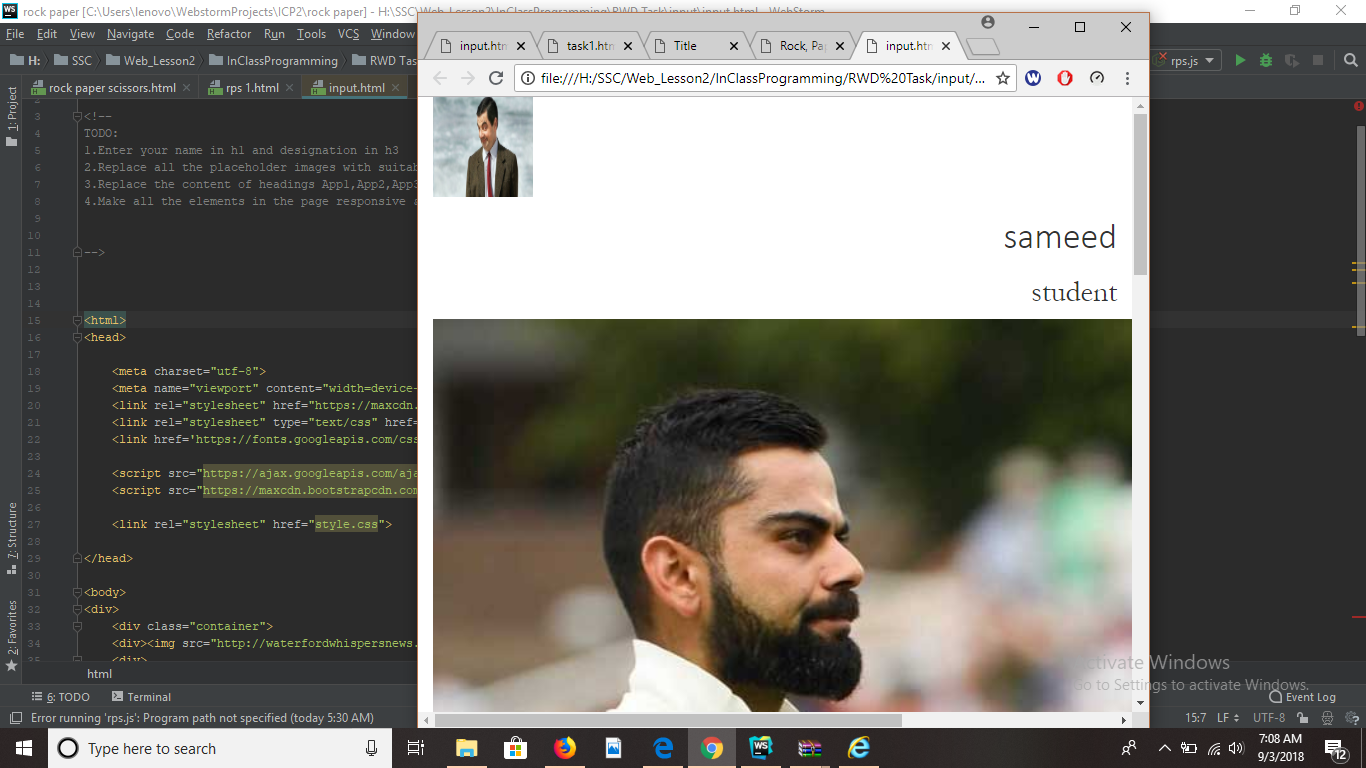 rock paper [C:\Users\lenovo\WebstormProjects\ICP2\rock paper] - H:\SSC\Web_Lesson2\InClassProgramming\RWD Task\input\input.html - WebStorm
File Edit View Navigate Code Refactor Run Tools VCS Window
H: SSC Web_Lesson2 InClassProgramming RWD Tas
rps.js
rock paper scissors.html rps 1.html input.html
input.htm task1.htm Title Rock, Pa input.htm
file:///H:/SSC/Web_Lesson2/InClassProgramming/RWD%20Task/input/...
1: Project
7: Structure
2: Favorites
2
3 <!--
4 TODO:
5 1.Enter your name in h1 and designation in h3
6 2.Replace all the placeholder images with suitab
7 3.Replace the content of headings App1,App2,App3
8 4.Make all the elements in the page responsive a
9
10
11 -->
12
13
14
15 <html>
16 <head>
17
18 <meta charset="utf-8">
19 <meta name="viewport" content="width=device-
20 <link rel="stylesheet" href="https://maxcdn.
21 <link rel="stylesheet" type="text/css" href=
22 <link href='https://fonts.googleapis.com/css
23
24 <script src="https://ajax.googleapis.com/aja
25 <script src="https://maxcdn.bootstrapcdn.com
26
27 <link rel="stylesheet" href="style.css">
28
29 </head>
30
31 <body>
32 <div>
33 <div class="container">
34 <div><img src="http://waterfordwhispersnews.
35 <div>
html
sameed
student
Activate Windows
Go to Settings to activate Windows.
6: TODO Terminal
Event Log
Error running 'rps.js': Program path not specified (today 5:30 AM)
15:7 LF UTF-8
Type here to search
7:08 AM
9/3/2018
12